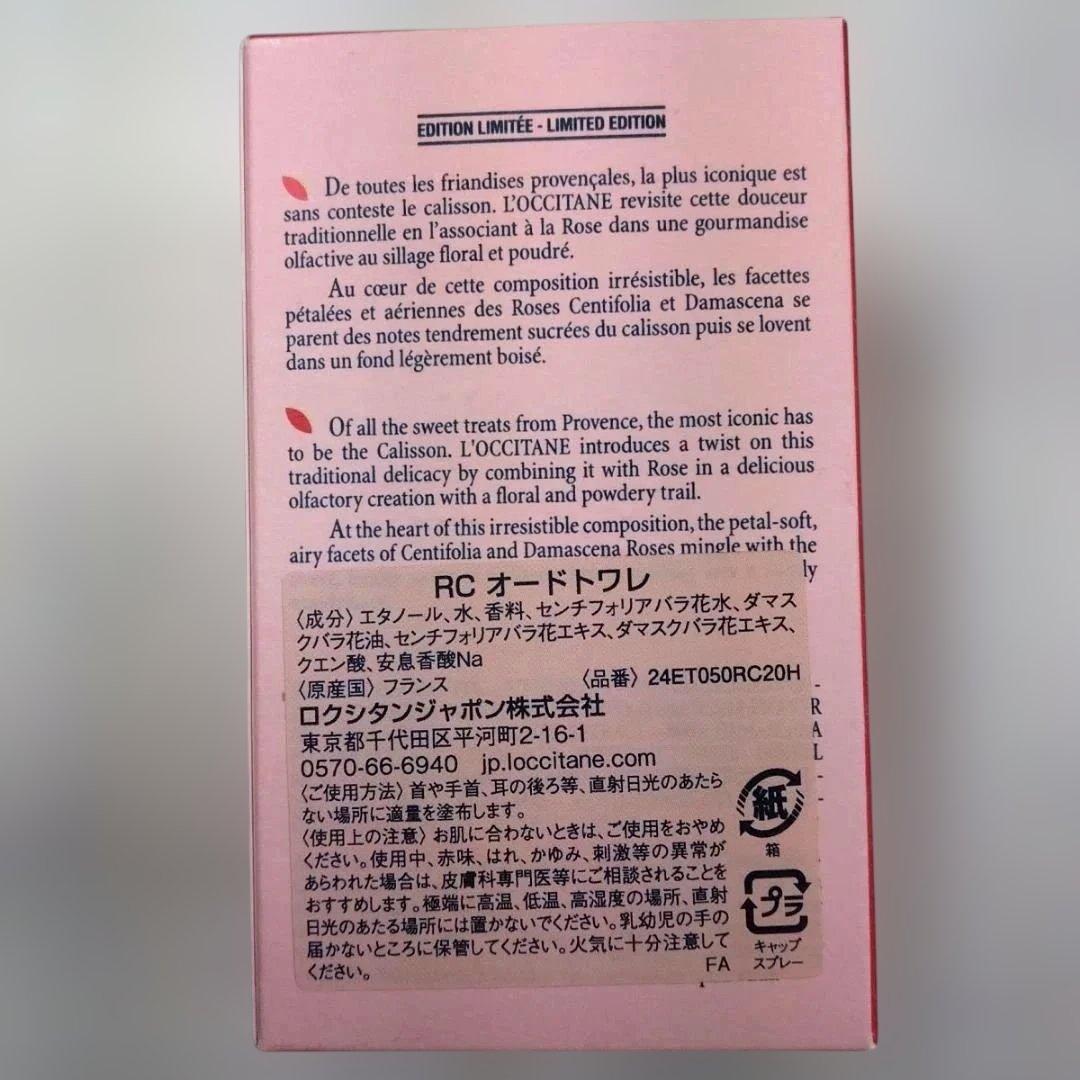 EDITION LIMITÉE - LIMITED EDITION
De toutes les friandises provençales, la plus iconique est
sans conteste le calisson. L'OCCITANE revisite cette douceur
traditionnelle en l'associant à la Rose dans une gourmandise
olfactive au sillage floral et poudré.
Au cœur de cette composition irrésistible, les facettes
pétalées et aériennes des Roses Centifolia et Damascena se
parent des notes tendrement sucrées du calisson puis se lovent
dans un fond légèrement boisé.
Of all the sweet treats from Provence, the most iconic has
to be the Calisson. L'OCCITANE introduces a twist on this
traditional delicacy by combining it with Rose in a delicious
olfactory creation with a floral and powdery trail.
At the heart of this irresistible composition, the petal-soft,
airy facets of Centifolia and Damascena Roses mingle with the
ly
RC オードトワレ
〈成分〉エタノール、水、香料、センチフォリアバラ花水、ダマス
クバラ花油、センチフォリアバラ花エキス、ダマスクバラ花エキス、
クエン酸、安息香酸Na
〈原産国〉フランス 〈品番〉24ET050RC20H
ロクシタンジャポン株式会社
東京都千代田区平河町2-16-1
0570-66-6940 jp.loccitane.com
〈ご使用方法〉首や手首、耳の後ろ等、直射日光のあたら
ない場所に適量を塗布します。
〈使用上の注意〉お肌に合わないときは、ご使用をおやめ
ください。使用中、赤味、はれ、かゆみ、刺激等の異常が
あらわれた場合は、皮膚科専門医等にご相談されることを
おすすめします。極端に高温、低温、高湿度の場所、直射
日光のあたる場所には置かないでください。乳幼児の手の
届かないところに保管してください。火気に十分注意して
ください。
FA
紙
箱
プラ
キャップ
スプレー
R
A
L